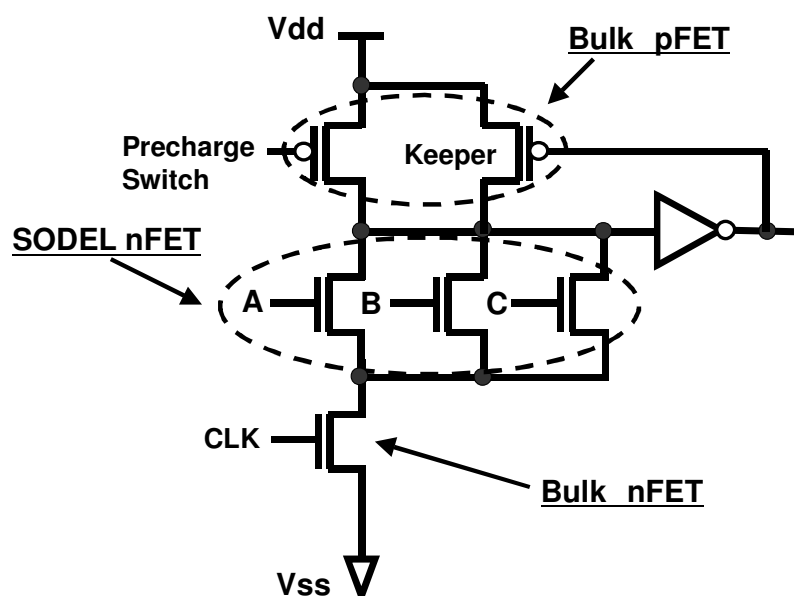 Vdd
Bulk pFET
Precharge
Switch
Keeper
SODEL nFET
A
B
C
CLK
Bulk nFET
Vss